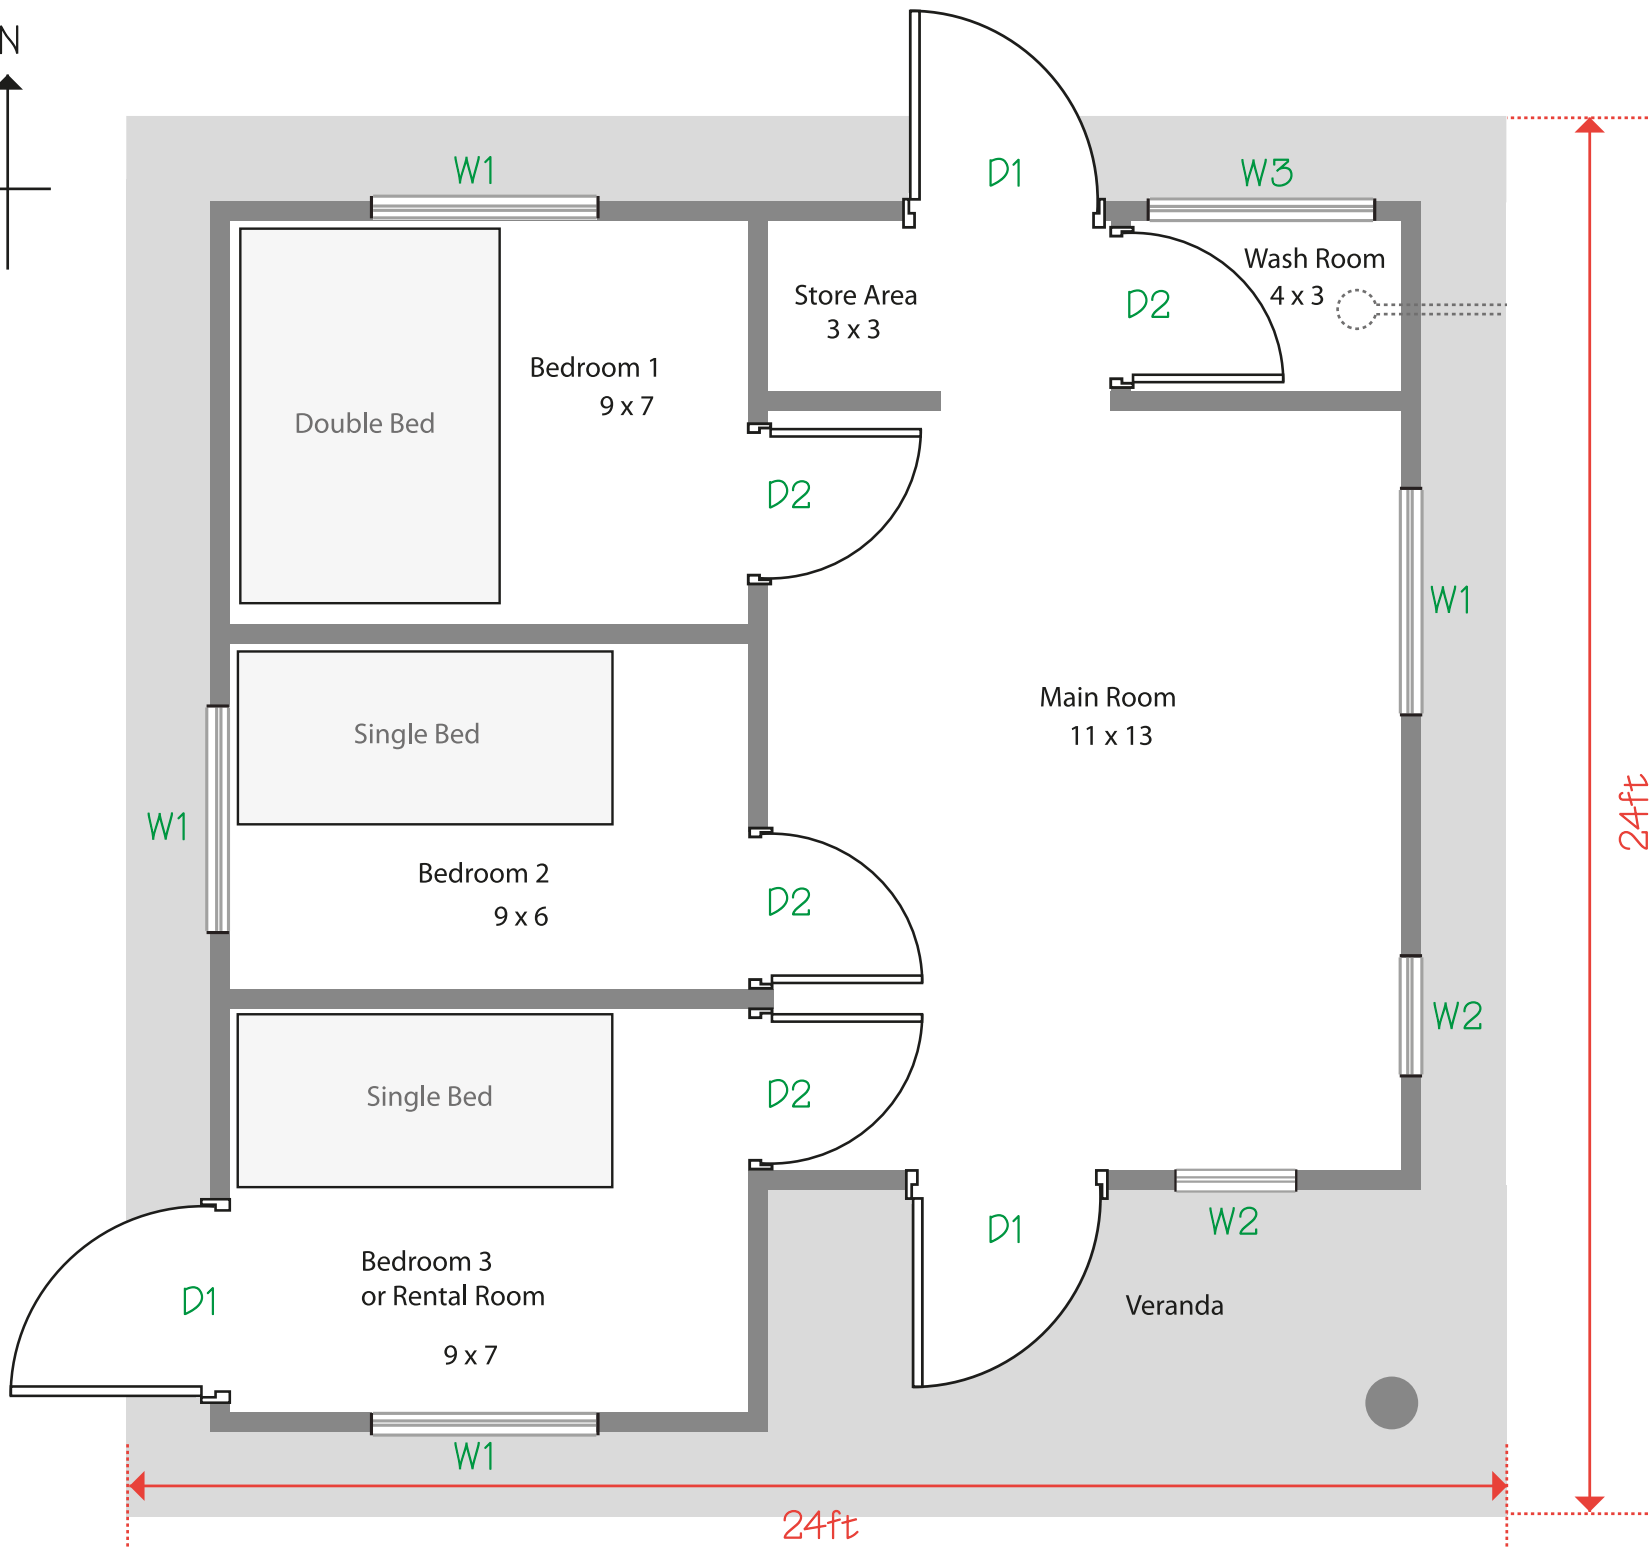 N
W1
D1
W3
Wash Room
4 x 3
Store Area
3 x 3
D2
Bedroom 1
9 x 7
Double Bed
D2
W1
Main Room
11 x 13
Single Bed
W1
24ft
Bedroom 2
9 x 6
D2
W2
Single Bed
D2
W2
D1
Bedroom 3
or Rental Room
9 x 7
D1
Veranda
W1
24ft